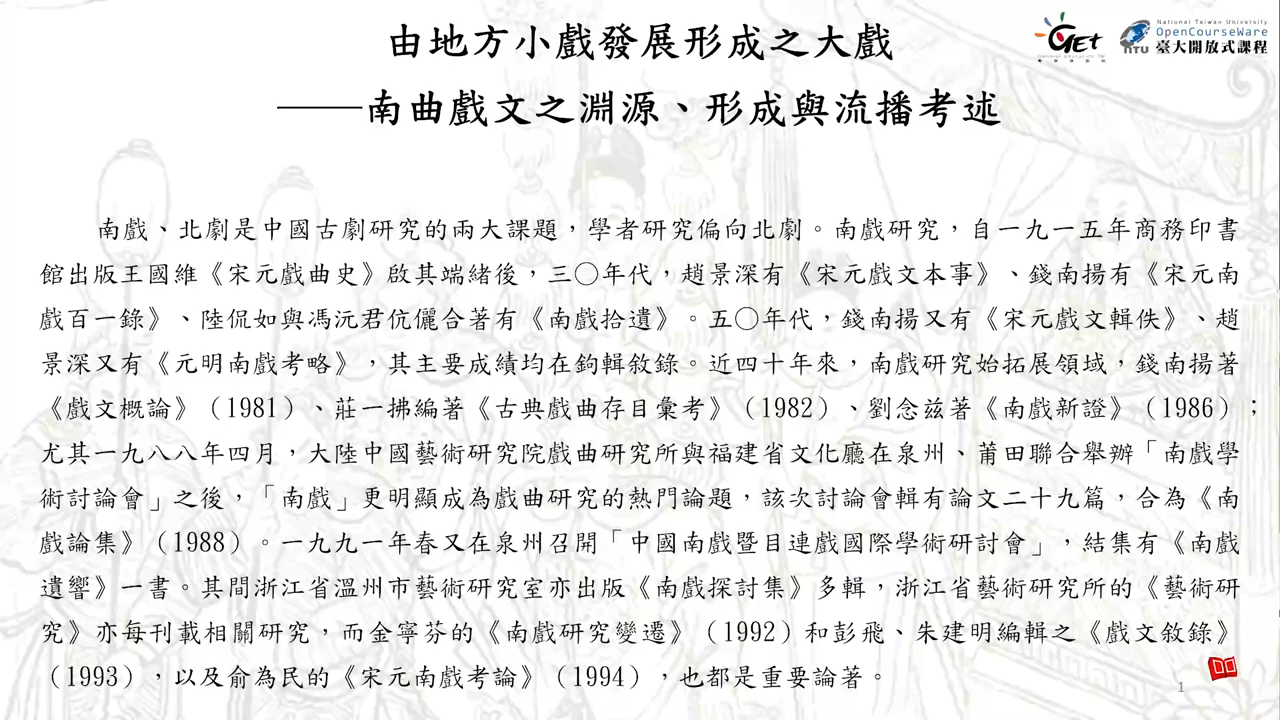 由地方小戲發展形成之大戲
——南曲戲文之淵源、形成與流播考述
GET
National Taiwan University
OpenCourseWare
NTU 臺大開放式課程
南戲、北劇是中國古劇研究的兩大課題，學者研究偏向北劇。南戲研究，自一九一五年商務印書
館出版王國維《宋元戲曲史》啟其端緒後，三〇年代，趙景深有《宋元戲文本事》、錢南揚有《宋元南
戲百一錄》、陸侃如與馮沅君伉儷合著有《南戲拾遺》。五〇年代，錢南揚又有《宋元戲文輯佚》、趙
景深又有《元明南戲考略》，其主要成績均在鉤輯敘錄。近四十年來，南戲研究始拓展領域，錢南揚著
《戲文概論》（1981）、莊一拂編著《古典戲曲存目彙考》（1982）、劉念兹著《南戲新證》（1986）；
尤其一九八八年四月，大陸中國藝術研究院戲曲研究所與福建省文化廳在泉州、莆田聯合舉辦「南戲學
術討論會」之後，「南戲」更明顯成為戲曲研究的熱門論題，該次討論會輯有論文二十九篇，合為《南
戲論集》（1988）。一九九一年春又在泉州召開「中國南戲暨目連戲國際學術研討會」，結集有《南戲
遺響》一書。其間浙江省溫州市藝術研究室亦出版《南戲探討集》多輯，浙江省藝術研究所的《藝術研
究》亦每刊載相關研究，而金寧芬的《南戲研究變遷》（1992）和彭飛、朱建明編輯之《戲文敘錄》
（1993），以及俞為民的《宋元南戲考論》（1994），也都是重要論著。
1